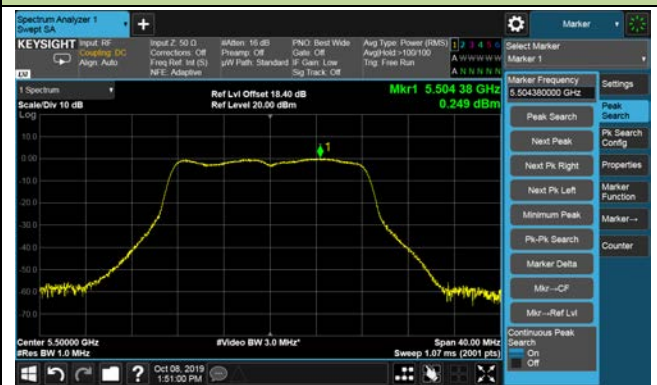 Spectrum Analyzer 1
Swept SA
+
Marker
KEYSIGHT
Input: RF
Coupling: DC
Align: Auto
Input Z: 50 Ω
Corrections: Off
Freq Ref: Int (S)
NFE: Adaptive
#Atten: 16 dB
Preamp: Off
µW Path: Standard
PNO: Best Wide
Gate: Off
IF Gain: Low
Sig Track: Off
Avg Type: Power (RMS)
Avg|Hold: >100/100
Trig: Free Run
1 2 3 4 5 6
A W W W W W
A N N N N N
LXI
Select Marker
Marker 1
Marker Frequency
5.504380000 GHz
Settings
Peak Search
Next Peak
Next Pk Right
Next Pk Left
Minimum Peak
Pk-Pk Search
Marker Delta
Mkr→CF
Mkr→Ref Lvl
Continuous Peak
Search
On
Off
Peak
Search
Pk Search
Config
Properties
Marker
Function
Marker→
Counter
1 Spectrum
Scale/Div 10 dB
Log
Ref Lvl Offset 18.40 dB
Ref Level 20.00 dBm
Mkr1 5.504 38 GHz
0.249 dBm
1
10.0
0.00
-10.0
-20.0
-30.0
-40.0
-50.0
-60.0
-70.0
Center 5.50000 GHz
#Res BW 1.0 MHz
#Video BW 3.0 MHz*
Span 40.00 MHz
Sweep 1.07 ms (2001 pts)
?
Oct 08, 2019
1:51:00 PM